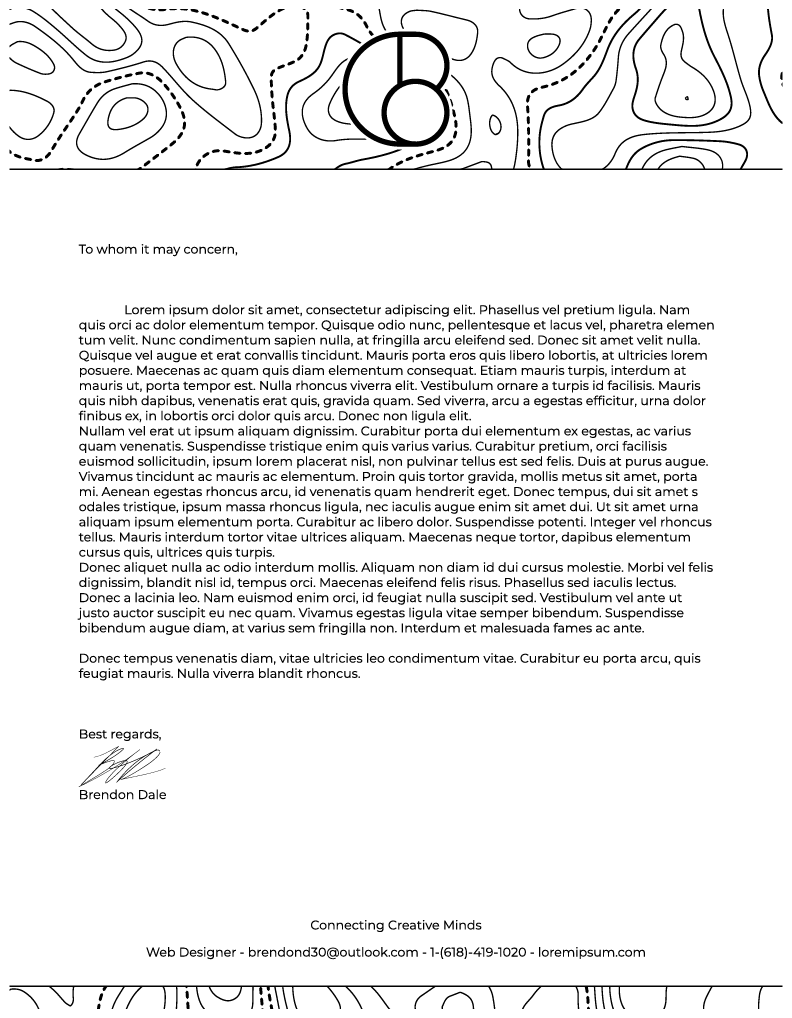 To whom it may concern,
Lorem ipsum dolor sit amet, consectetur adipiscing elit. Phasellus vel pretium ligula. Nam
quis orci ac dolor elementum tempor. Quisque odio nunc, pellentesque et lacus vel, pharetra elemen
tum velit. Nunc condimentum sapien nulla, at fringilla arcu eleifend sed. Donec sit amet velit nulla.
Quisque vel augue et erat convallis tincidunt. Mauris porta eros quis libero lobortis, at ultricies lorem
posuere. Maecenas ac quam quis diam elementum consequat. Etiam mauris turpis, interdum at
mauris ut, porta tempor est. Nulla rhoncus viverra elit. Vestibulum ornare a turpis id facilisis. Mauris
quis nibh dapibus, venenatis erat quis, gravida quam. Sed viverra, arcu a egestas efficitur, urna dolor
finibus ex, in lobortis orci dolor quis arcu. Donec non ligula elit.
Nullam vel erat ut ipsum aliquam dignissim. Curabitur porta dui elementum ex egestas, ac varius
quam venenatis. Suspendisse tristique enim quis varius varius. Curabitur pretium, orci facilisis
euismod sollicitudin, ipsum lorem placerat nisl, non pulvinar tellus est sed felis. Duis at purus augue.
Vivamus tincidunt ac mauris ac elementum. Proin quis tortor gravida, mollis metus sit amet, porta
mi. Aenean egestas rhoncus arcu, id venenatis quam hendrerit eget. Donec tempus, dui sit amet s
odales tristique, ipsum massa rhoncus ligula, nec iaculis augue enim sit amet dui. Ut sit amet urna
aliquam ipsum elementum porta. Curabitur ac libero dolor. Suspendisse potenti. Integer vel rhoncus
tellus. Mauris interdum tortor vitae ultrices aliquam. Maecenas neque tortor, dapibus elementum
cursus quis, ultrices quis turpis.
Donec aliquet nulla ac odio interdum mollis. Aliquam non diam id dui cursus molestie. Morbi vel felis
dignissim, blandit nisl id, tempus orci. Maecenas eleifend felis risus. Phasellus sed iaculis lectus.
Donec a lacinia leo. Nam euismod enim orci, id feugiat nulla suscipit sed. Vestibulum vel ante ut
justo auctor suscipit eu nec quam. Vivamus egestas ligula vitae semper bibendum. Suspendisse
bibendum augue diam, at varius sem fringilla non. Interdum et malesuada fames ac ante.
Donec tempus venenatis diam, vitae ultricies leo condimentum vitae. Curabitur eu porta arcu, quis
feugiat mauris. Nulla viverra blandit rhoncus.
Best regards,
Brendon Dale
Connecting Creative Minds
Web Designer - brendond30@outlook.com - 1-(618)-419-1020 - loremipsum.com